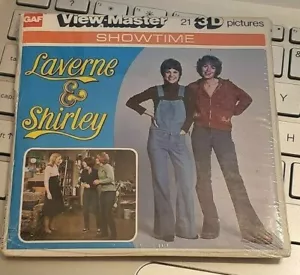 GAF View-Master 21 3D pictures
SHOWTIME
Laverne
&
Shirley